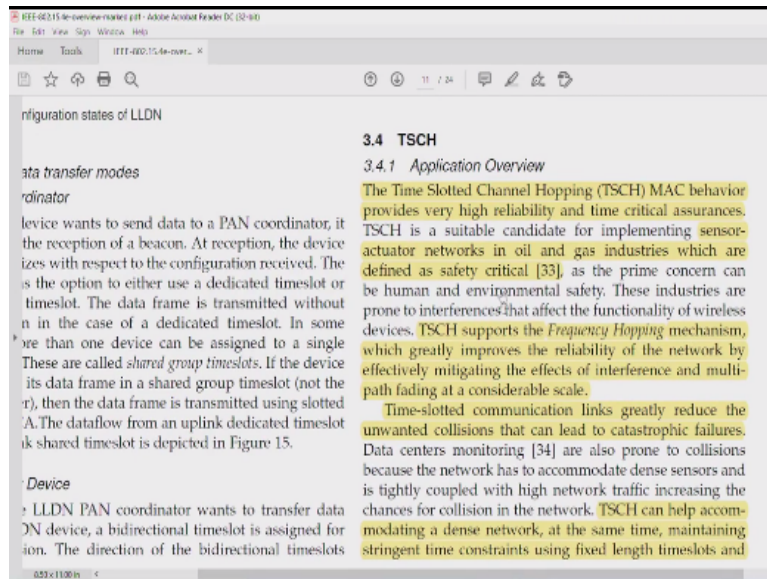 IEEE-802.15.4e-overview-marked.pdf - Adobe Acrobat Reader DC (32-bit)
File Edit View Sign Window Help
Home Tools IEEE-802.15.4e-over... ×
11 / 24
nfiguration states of LLDN
ata transfer modes
rdinator
levice wants to send data to a PAN coordinator, it
the reception of a beacon. At reception, the device
izes with respect to the configuration received. The
s the option to either use a dedicated timeslot or
timeslot. The data frame is transmitted without
n in the case of a dedicated timeslot. In some
ore than one device can be assigned to a single
These are called shared group timeslots. If the device
its data frame in a shared group timeslot (not the
r), then the data frame is transmitted using slotted
A.The dataflow from an uplink dedicated timeslot
k shared timeslot is depicted in Figure 15.
Device
LLDN PAN coordinator wants to transfer data
DN device, a bidirectional timeslot is assigned for
ion. The direction of the bidirectional timeslots
3.4 TSCH
3.4.1 Application Overview
The Time Slotted Channel Hopping (TSCH) MAC behavior
provides very high reliability and time critical assurances.
TSCH is a suitable candidate for implementing sensor-
actuator networks in oil and gas industries which are
defined as safety critical [33], as the prime concern can
be human and environmental safety. These industries are
prone to interferences that affect the functionality of wireless
devices. TSCH supports the Frequency Hopping mechanism,
which greatly improves the reliability of the network by
effectively mitigating the effects of interference and multi-
path fading at a considerable scale.
Time-slotted communication links greatly reduce the
unwanted collisions that can lead to catastrophic failures.
Data centers monitoring [34] are also prone to collisions
because the network has to accommodate dense sensors and
is tightly coupled with high network traffic increasing the
chances for collision in the network. TSCH can help accom-
modating a dense network, at the same time, maintaining
stringent time constraints using fixed length timeslots and
8.50 x 11.00 in